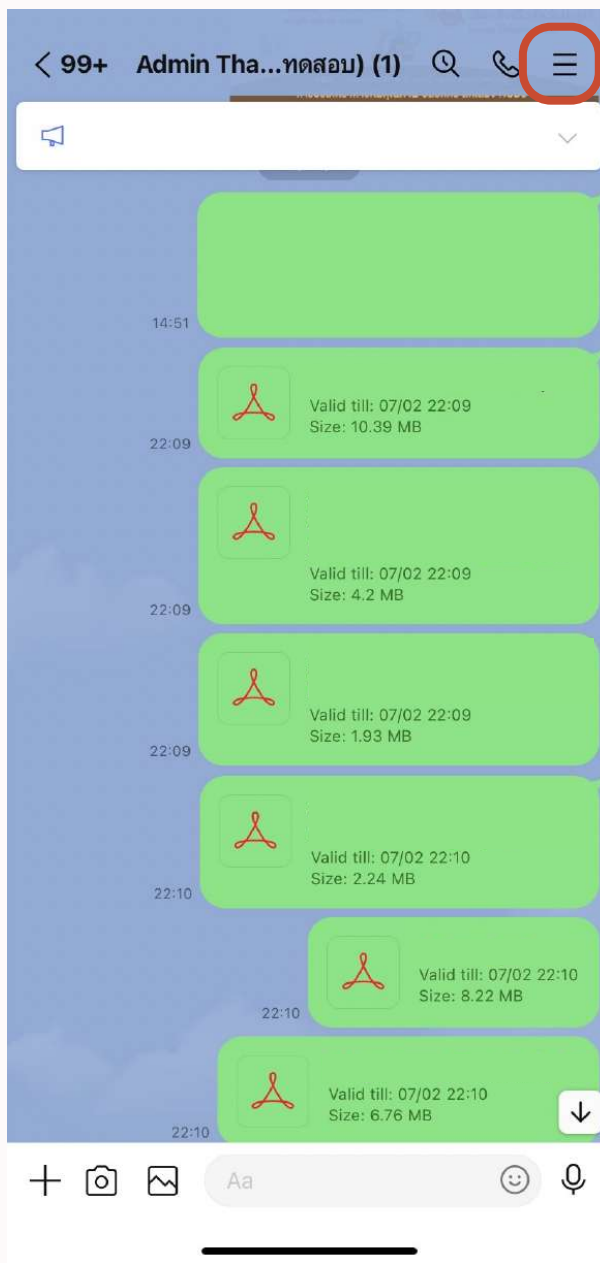 99+ Admin Tha...ทดสอบ) (1)
14:51
Valid till: 07/02 22:09
Size: 10.39 MB
22:09
Valid till: 07/02 22:09
Size: 4.2 MB
22:09
Valid till: 07/02 22:09
Size: 1.93 MB
22:09
Valid till: 07/02 22:10
Size: 2.24 MB
22:10
Valid till: 07/02 22:10
Size: 8.22 MB
22:10
Valid till: 07/02 22:10
Size: 6.76 MB
22:10
Aa